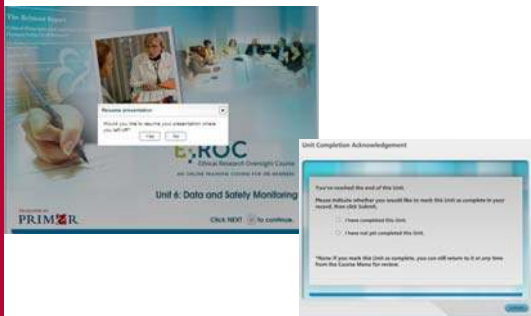 The Belmont Report
Resume presentation
Would you like to resume your presentation where
you left off?
Yes No
E-ROC
Ethical Research Oversight Course
AN ONLINE TRAINING COURSE FOR IRB MEMBERS
Unit 6: Data and Safety Monitoring
PRIM&R
Click NEXT to continue.
Unit Completion Acknowledgement
You've reached the end of this Unit.
Please indicate whether you would like to mark this Unit as complete in your
record, then click Submit.
I have completed this Unit.
I have not yet completed this Unit.
*Note: If you mark this Unit as complete, you can still return to it at any time
from the Course Menu for review.